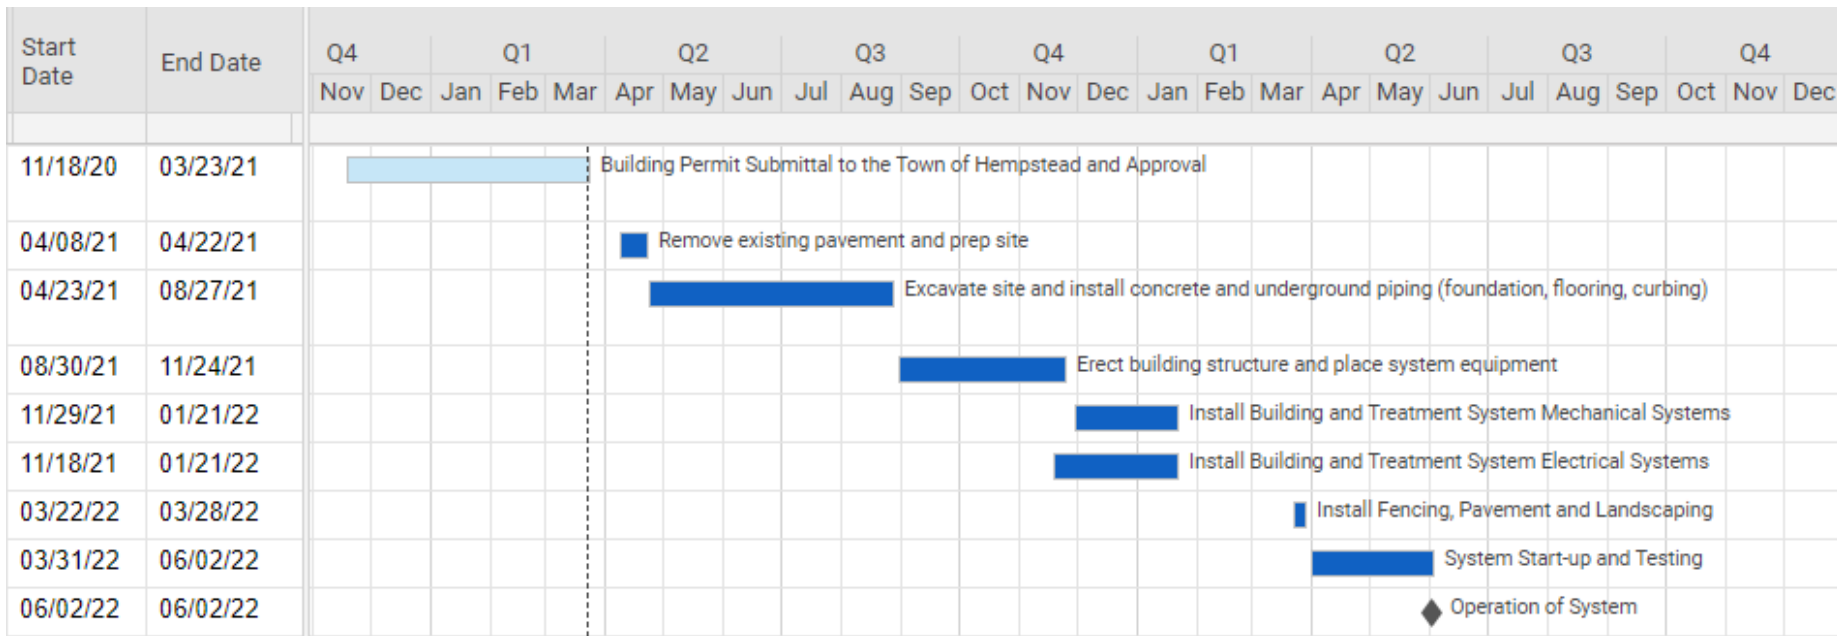 Start Date End Date Q4 Q1 Q2 Q3 Q4 Q1 Q2 Q3 Q4
Nov Dec Jan Feb Mar Apr May Jun Jul Aug Sep Oct Nov Dec Jan Feb Mar Apr May Jun Jul Aug Sep Oct Nov Dec
11/18/20 03/23/21 Building Permit Submittal to the Town of Hempstead and Approval
04/08/21 04/22/21 Remove existing pavement and prep site
04/23/21 08/27/21 Excavate site and install concrete and underground piping (foundation, flooring, curbing)
08/30/21 11/24/21 Erect building structure and place system equipment
11/29/21 01/21/22 Install Building and Treatment System Mechanical Systems
11/18/21 01/21/22 Install Building and Treatment System Electrical Systems
03/22/22 03/28/22 Install Fencing, Pavement and Landscaping
03/31/22 06/02/22 System Start-up and Testing
06/02/22 06/02/22 Operation of System